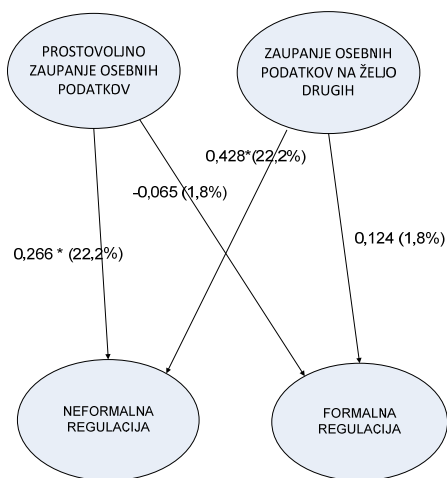 PROSTOVOLJNO
ZAUPANJE OSEBNIH
PODATKOV
ZAUPANJE OSEBNIH
PODATKOV NA ŽELJO
DRUGIH
0,428*(22,2%)
-0,065 (1,8%)
0,124 (1,8%)
0,266 * (22,2%)
NEFORMALNA
REGULACIJA
FORMALNA
REGULACIJA